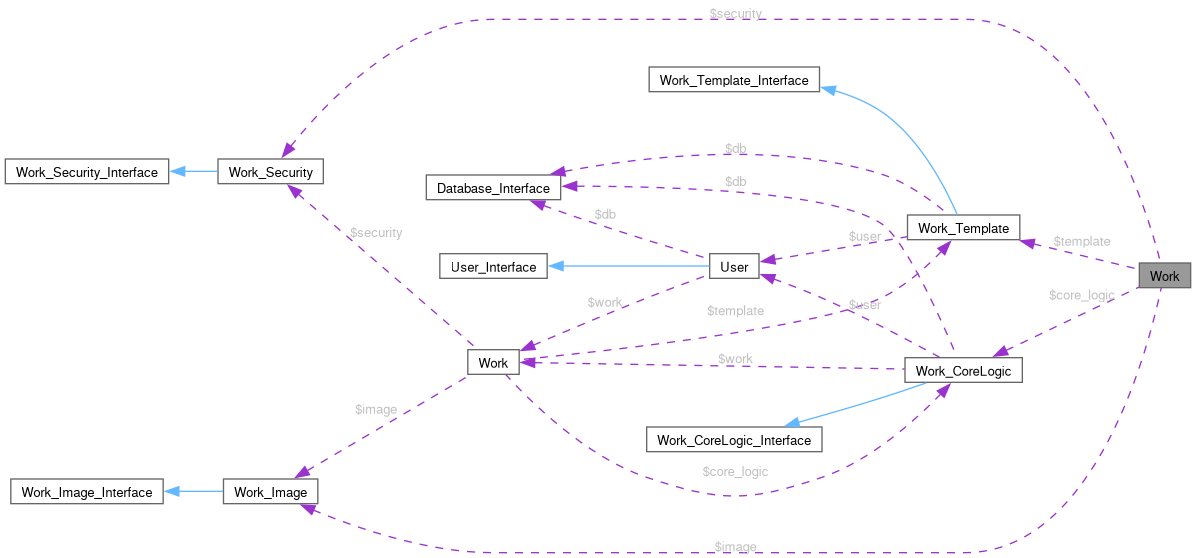 $security
Work_Template_Interface
$db
Work_Security_Interface
Work_Security
$db
Database_Interface
$db
Work_Template
$security
$user
$template
User_Interface
User
Work
$core_logic
$work
$template
$user
$work
Work
Work_CoreLogic
$image
Work_CoreLogic_Interface
$core_logic
Work_Image_Interface
Work_Image
$image